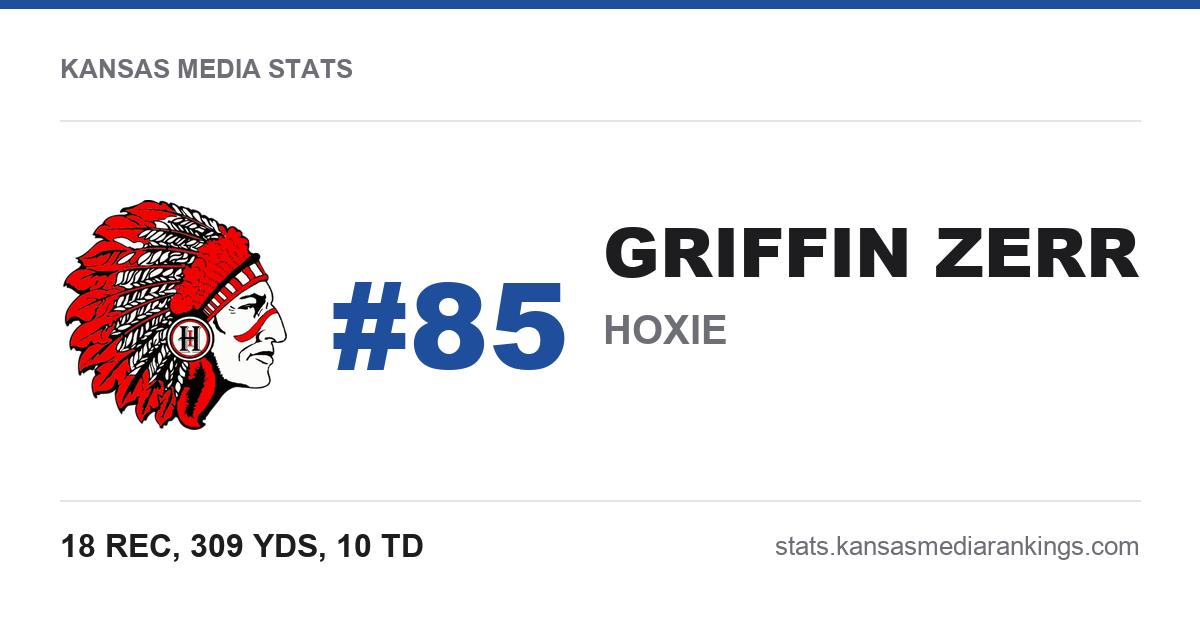 KANSAS MEDIA STATS
H
#85
GRIFFIN ZERR
HOXIE
18 REC, 309 YDS, 10 TD
stats.kansasmediarankings.com